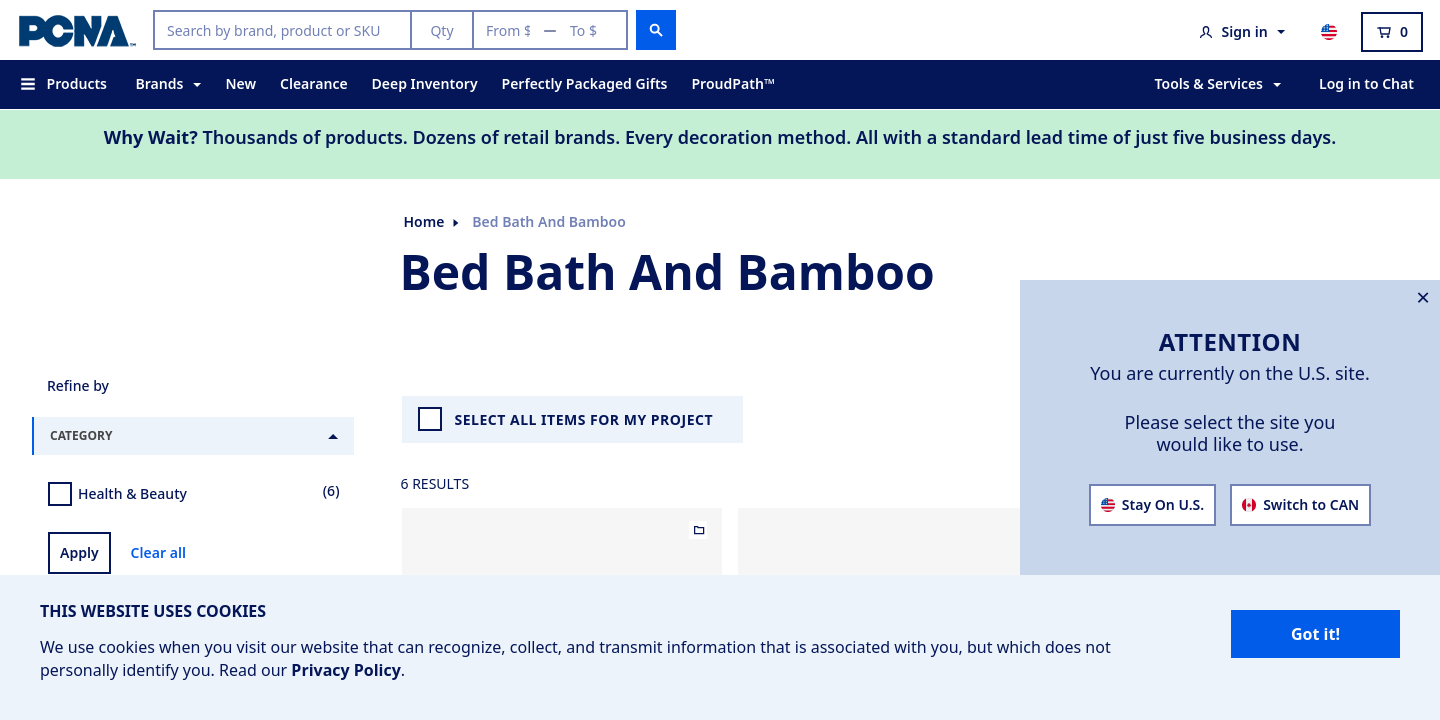 PCNA™
Search by brand, product or SKU Qty From $ — To $
Sign in 0
Products Brands New Clearance Deep Inventory Perfectly Packaged Gifts ProudPath™ Tools & Services Log in to Chat
Why Wait? Thousands of products. Dozens of retail brands. Every decoration method. All with a standard lead time of just five business days.
Home Bed Bath And Bamboo
Bed Bath And Bamboo
ATTENTION
You are currently on the U.S. site.
Please select the site you
would like to use.
Stay On U.S. Switch to CAN
Refine by
CATEGORY
Health & Beauty (6)
Apply Clear all
SELECT ALL ITEMS FOR MY PROJECT
6 RESULTS
THIS WEBSITE USES COOKIES
We use cookies when you visit our website that can recognize, collect, and transmit information that is associated with you, but which does not
personally identify you. Read our Privacy Policy.
Got it!